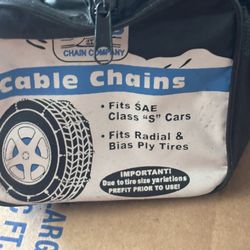 CHAIN COMPANY
Cable Chains
• Fits SAE
Class "S" Cars
• Fits Radial &
Bias Ply Tires
IMPORTANT!
Due to tire size variations
PREFIT PRIOR TO USE!